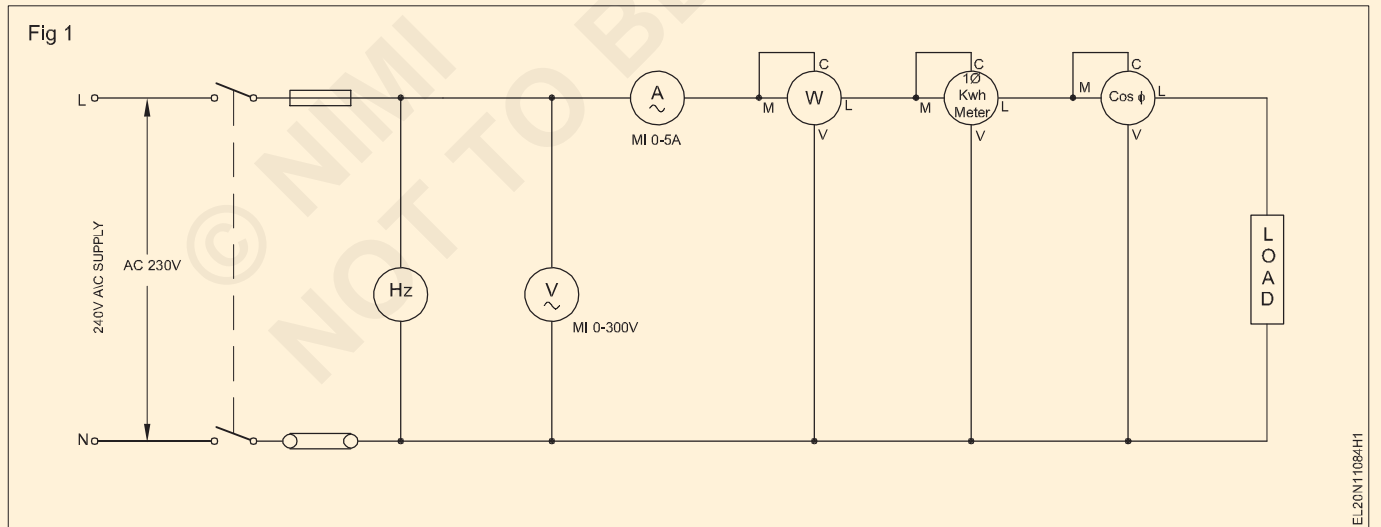 Fig 1
© NIMI
NOT TO BE
L
N
240V A\C SUPPLY
AC 230V
Hz
V
MI 0-300V
A
MI 0-5A
C
M
W
L
V
C
1Ø
Kwh
Meter
M
L
V
C
M
Cos ϕ
L
V
LOAD
EL20N11084H1